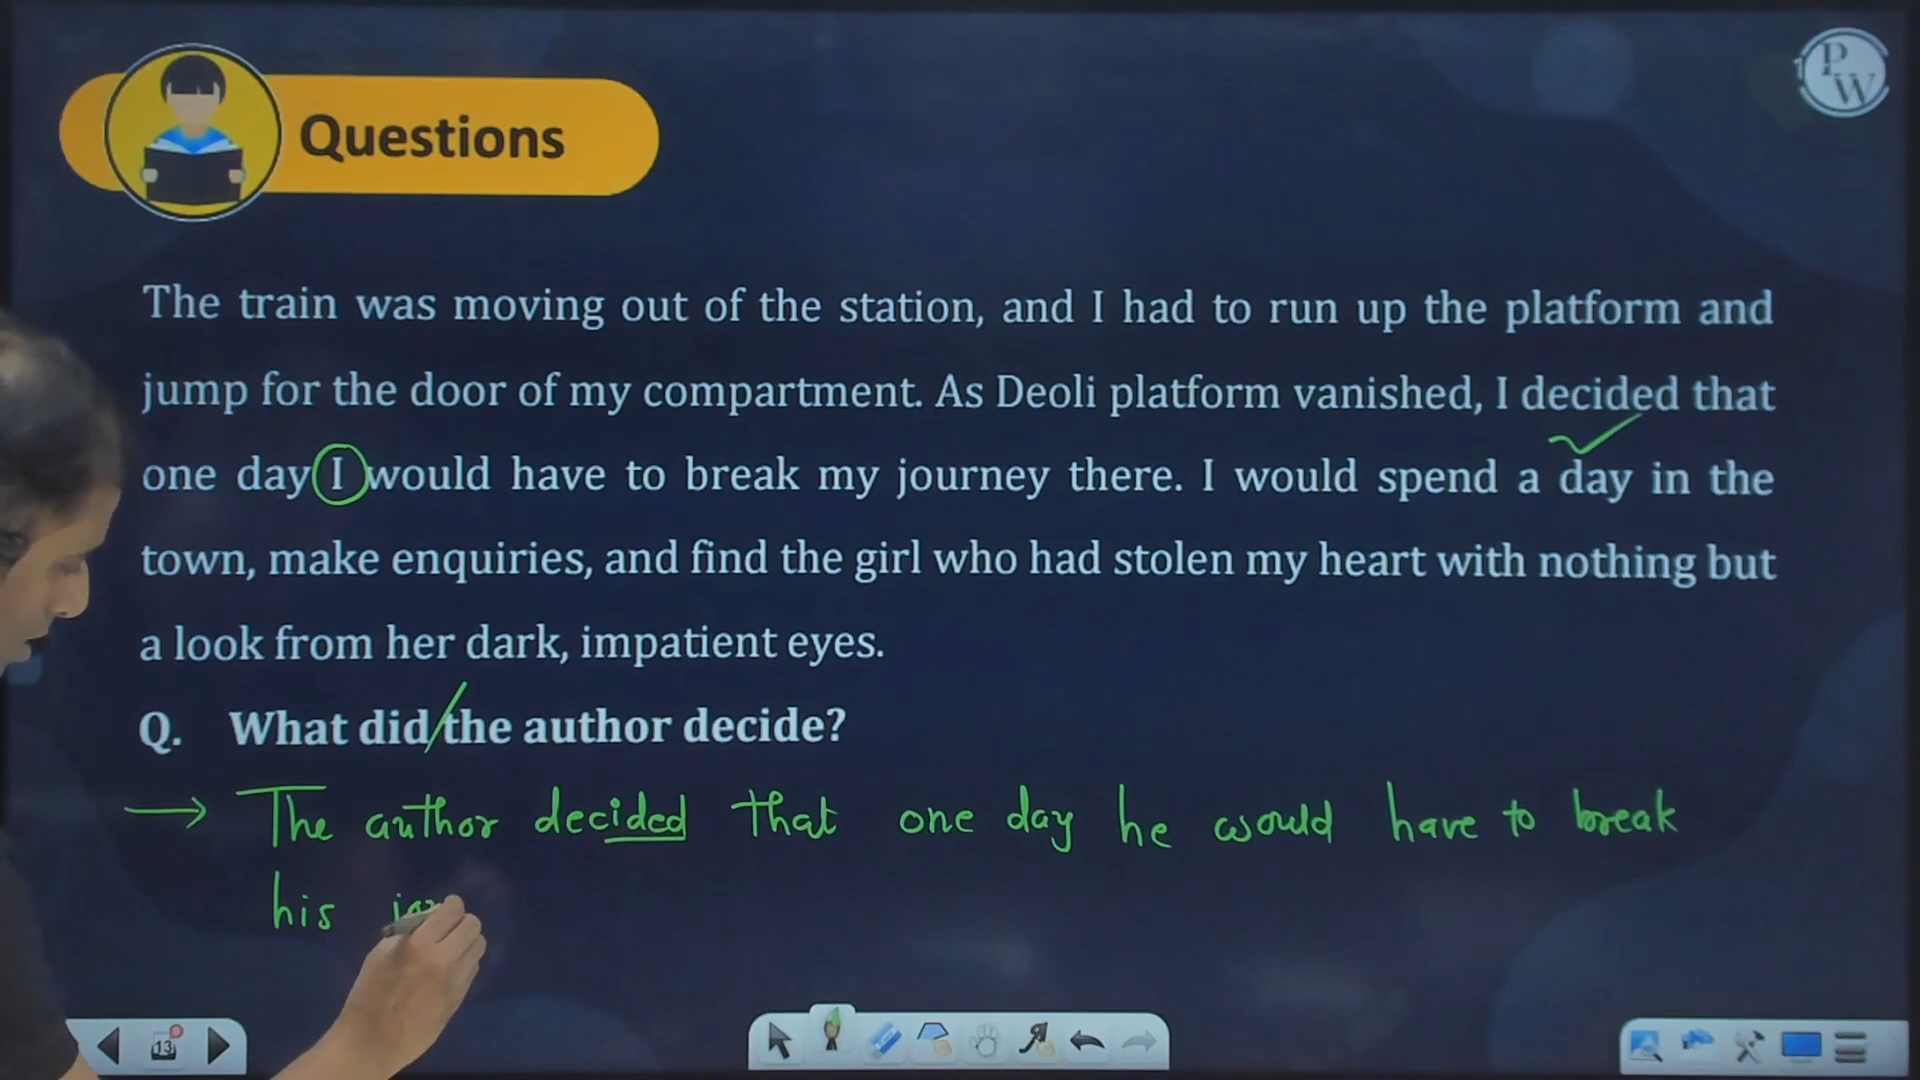 PW
Questions
The train was moving out of the station, and I had to run up the platform and
jump for the door of my compartment. As Deoli platform vanished, I decided that
one day I would have to break my journey there. I would spend a day in the
town, make enquiries, and find the girl who had stolen my heart with nothing but
a look from her dark, impatient eyes.
Q. What did the author decide?
→ The author decided that one day he would have to break
his
13